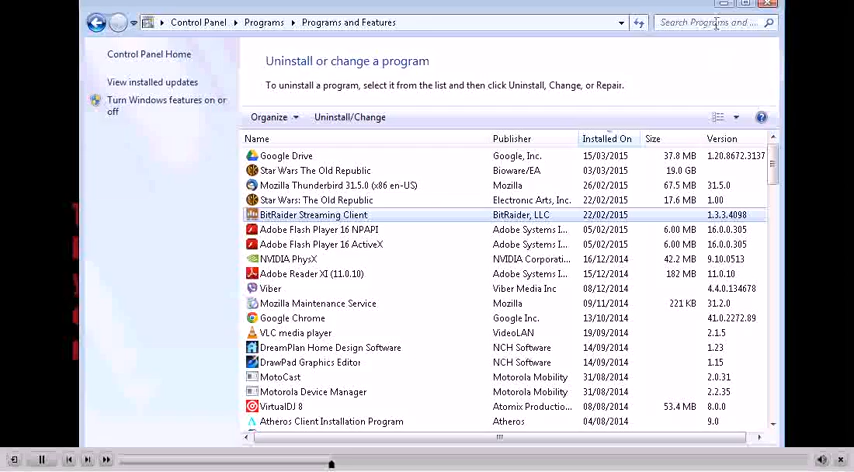 Control Panel Programs Programs and Features Search Programs and ...
Control Panel Home
View installed updates
Turn Windows features on or
off
Uninstall or change a program
To uninstall a program, select it from the list and then click Uninstall, Change, or Repair.
Organize Uninstall/Change
Name Publisher Installed On Size Version
Google Drive Google, Inc. 15/03/2015 37.8 MB 1.20.8672.3137
Star Wars The Old Republic Bioware/EA 03/03/2015 19.0 GB
Mozilla Thunderbird 31.5.0 (x86 en-US) Mozilla 26/02/2015 67.5 MB 31.5.0
Star Wars: The Old Republic Electronic Arts, Inc. 22/02/2015 17.6 MB 1.00
BitRaider Streaming Client BitRaider, LLC 22/02/2015 1.3.3.4098
Adobe Flash Player 16 NPAPI Adobe Systems I... 05/02/2015 6.00 MB 16.0.0.305
Adobe Flash Player 16 ActiveX Adobe Systems I... 05/02/2015 6.00 MB 16.0.0.305
NVIDIA PhysX NVIDIA Corporati... 16/12/2014 42.2 MB 9.10.0513
Adobe Reader XI (11.0.10) Adobe Systems I... 15/12/2014 182 MB 11.0.10
Viber Viber Media Inc 08/12/2014 4.4.0.134678
Mozilla Maintenance Service Mozilla 09/11/2014 221 KB 31.2.0
Google Chrome Google Inc. 13/10/2014 41.0.2272.89
VLC media player VideoLAN 19/09/2014 2.1.5
DreamPlan Home Design Software NCH Software 14/09/2014 1.23
DrawPad Graphics Editor NCH Software 14/09/2014 1.15
MotoCast Motorola Mobility 31/08/2014 2.0.31
Motorola Device Manager Motorola Mobility 31/08/2014 2.2.35
VirtualDJ 8 Atomix Productio... 08/08/2014 53.4 MB 8.0.0
Atheros Client Installation Program Atheros 04/08/2014 9.0